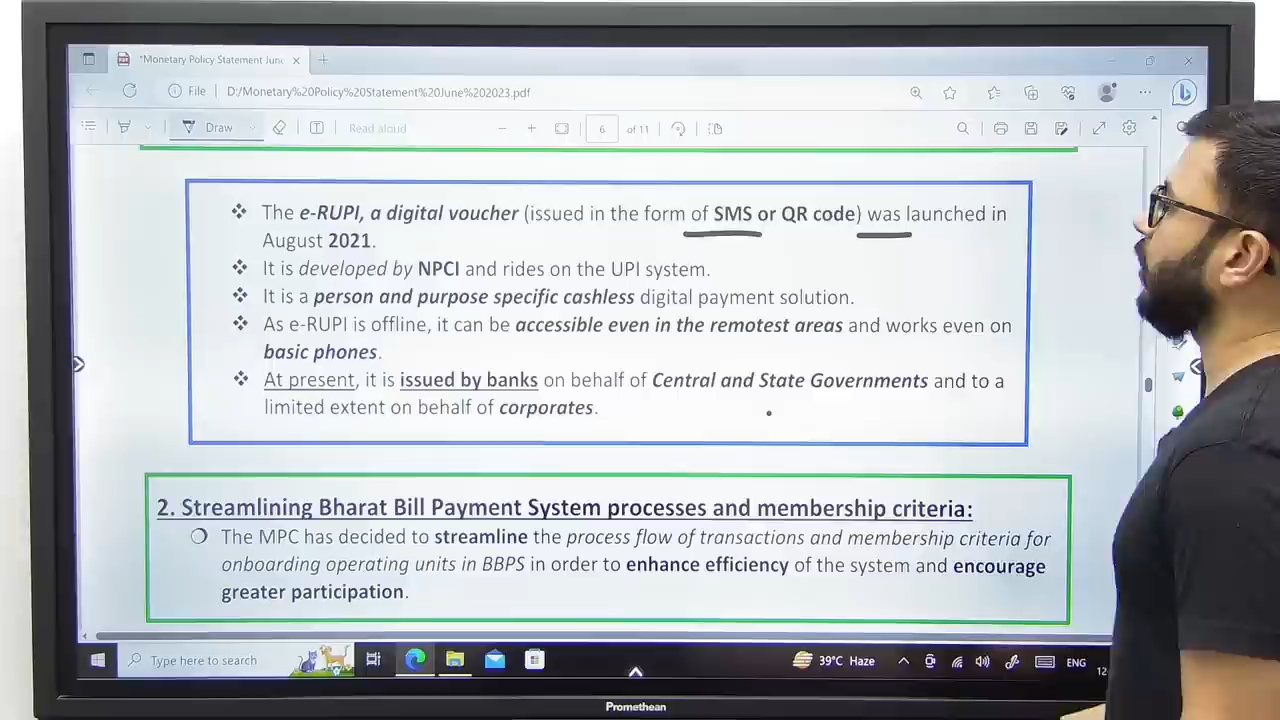 *Monetary Policy Statement Junc
File D:/Monetary%20Policy%20Statement%20June%202023.pdf
Draw Read aloud 6 of 11
❖ The e-RUPI, a digital voucher (issued in the form of SMS or QR code) was launched in
August 2021.
❖ It is developed by NPCI and rides on the UPI system.
❖ It is a person and purpose specific cashless digital payment solution.
❖ As e-RUPI is offline, it can be accessible even in the remotest areas and works even on
basic phones.
❖ At present, it is issued by banks on behalf of Central and State Governments and to a
limited extent on behalf of corporates.
2. Streamlining Bharat Bill Payment System processes and membership criteria:
The MPC has decided to streamline the process flow of transactions and membership criteria for
onboarding operating units in BBPS in order to enhance efficiency of the system and encourage
greater participation.
Type here to search 39°C Haze ENG
12
Promethean